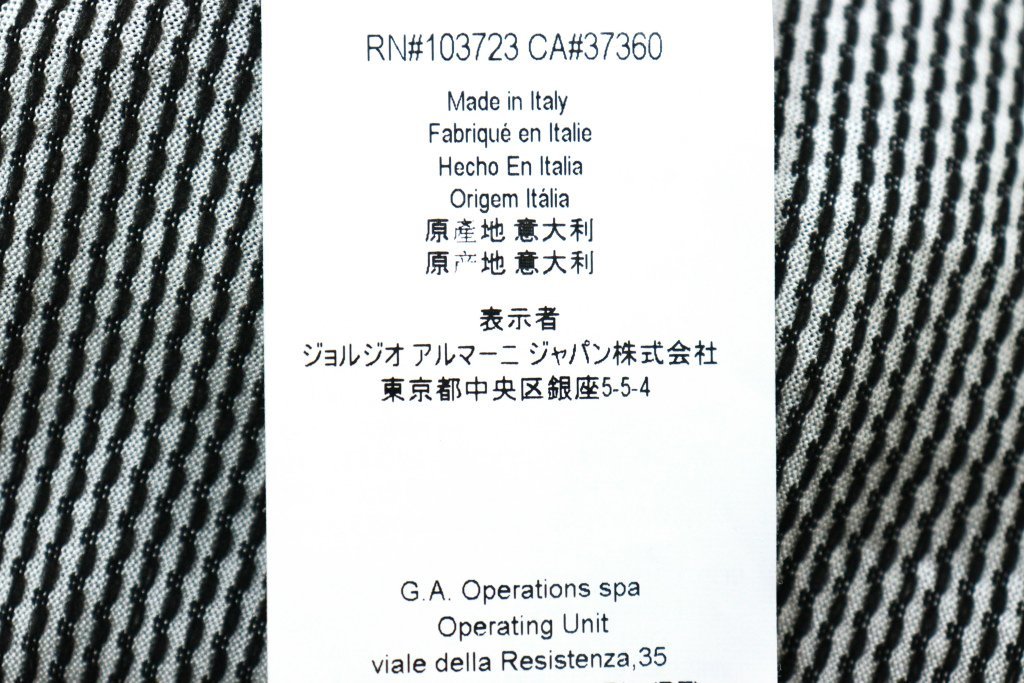 RN#103723 CA#37360
Made in Italy
Fabriqué en Italie
Hecho En Italia
Origem Itália
原產地 意大利
原产地 意大利
表示者
ジョルジオ アルマーニ ジャパン株式会社
東京都中央区銀座5-5-4
G.A. Operations spa
Operating Unit
viale della Resistenza,35